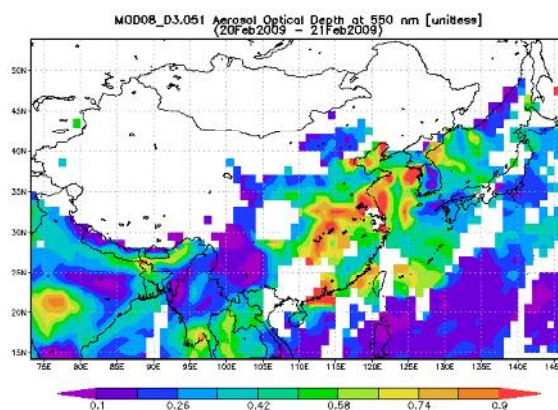 MOD08_D3.051 Aerosol Optical Depth at 550 nm [unitless]
(20Feb2009 - 21Feb2009)
50N
45N
40N
35N
30N
25N
20N
15N
75E 80E 85E 90E 95E 100E 105E 110E 115E 120E 125E 130E 135E 140E 145E
0.1 0.26 0.42 0.58 0.74 0.9